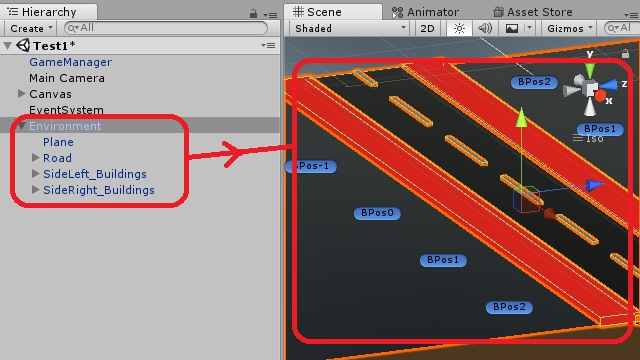 Hierarchy
Create
All
Test1*
GameManager
Main Camera
Canvas
EventSystem
Environment
Plane
Road
SideLeft_Buildings
SideRight_Buildings
Scene
Animator
Asset Store
Shaded
2D
Gizmos
All
y
z
x
Iso
BPos2
BPos1
BPos-1
BPos0
BPos1
BPos2